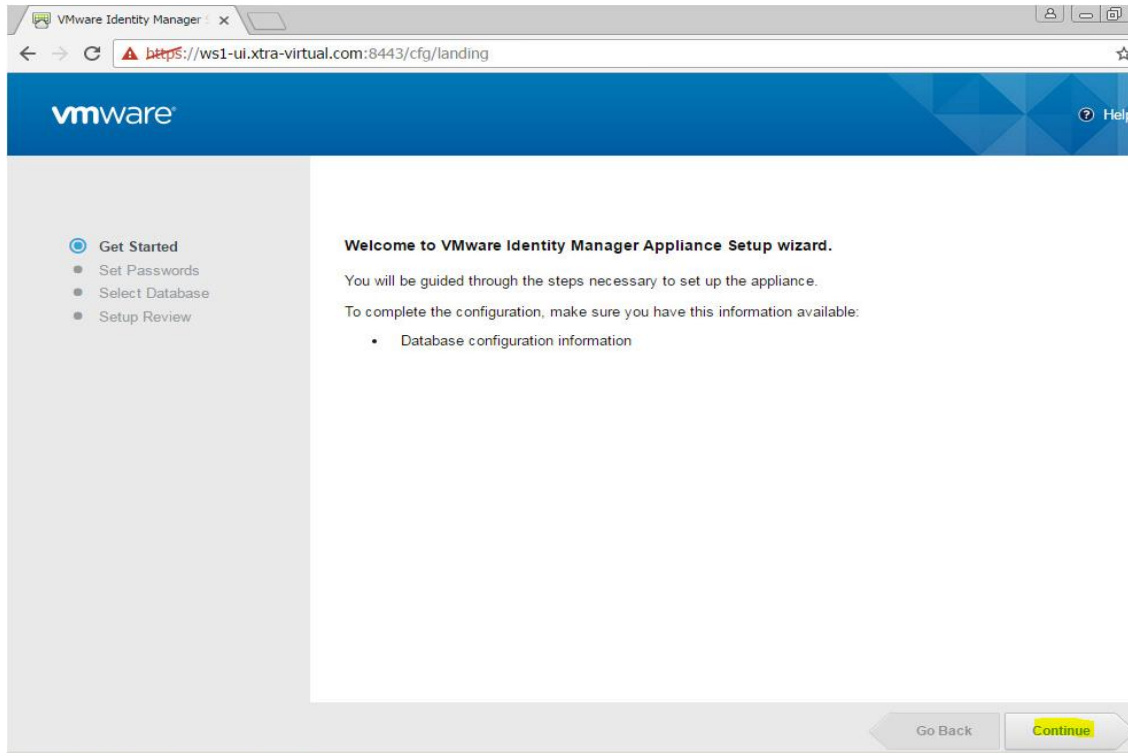 VMware Identity Manager
https://ws1-ui.xtra-virtual.com:8443/cfg/landing
vmware
Help
Get Started
Set Passwords
Select Database
Setup Review
Welcome to VMware Identity Manager Appliance Setup wizard.
You will be guided through the steps necessary to set up the appliance.
To complete the configuration, make sure you have this information available:
Database configuration information
Go Back
Continue